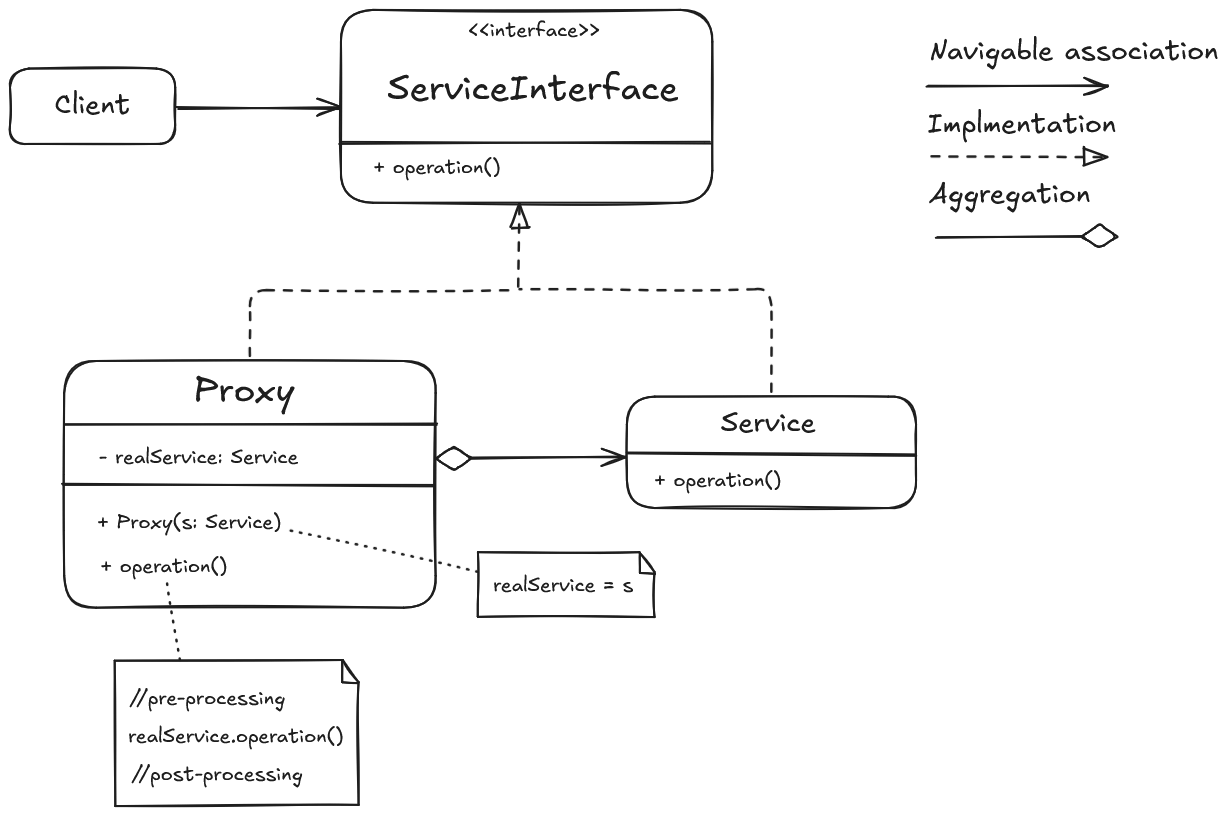 <<interface>>
ServiceInterface
+ operation()
Client
Navigable association
Implmentation
Aggregation
Proxy
- realService: Service
+ Proxy(s: Service)
+ operation()
Service
+ operation()
realService = s
//pre-processing
realService.operation()
//post-processing